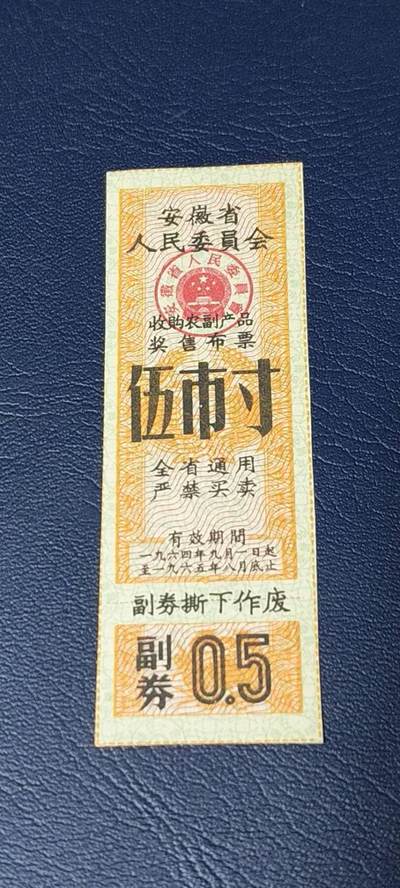 安徽省
人民委員会
安徽省人民委員會
收购农副产品
奖售布票
伍市寸
全省通用
严禁买卖
有效期間
一九六四年九月一日起
至一九六五年八月底止
副券撕下作废
副券 0.5